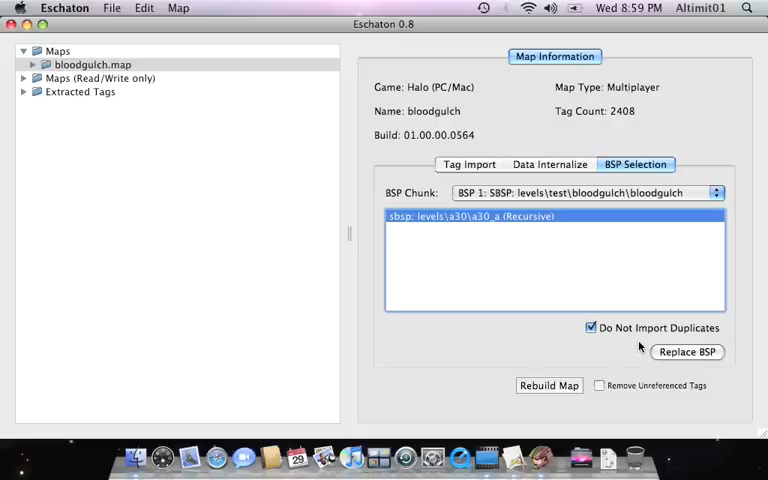 Eschaton File Edit Map Wed 8:59 PM Altimit01
Eschaton 0.8
Maps
bloodgulch.map
Maps (Read/Write only)
Extracted Tags
Map Information
Game: Halo (PC/Mac) Map Type: Multiplayer
Name: bloodgulch Tag Count: 2408
Build: 01.00.00.0564
Tag Import Data Internalize BSP Selection
BSP Chunk: BSP 1: SBSP: levels\test\bloodgulch\bloodgulch
sbsp: levels\a30\a30_a (Recursive)
Do Not Import Duplicates
Replace BSP
Rebuild Map Remove Unreferenced Tags
29